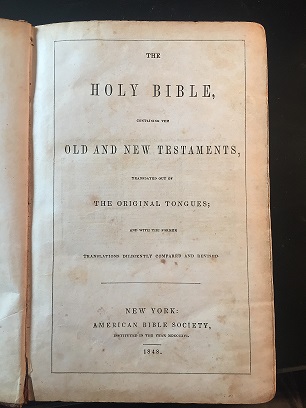 THE
HOLY BIBLE,
CONTAINING THE
OLD AND NEW TESTAMENTS,
TRANSLATED OUT OF
THE ORIGINAL TONGUES;
AND WITH THE FORMER
TRANSLATIONS DILIGENTLY COMPARED AND REVISED.
NEW YORK:
AMERICAN BIBLE SOCIETY,
INSTITUTED IN THE YEAR MDCCCXVI.
1848.